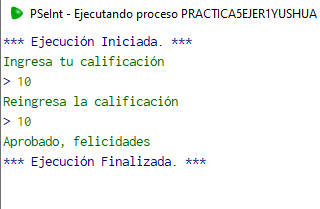 PSeInt - Ejecutando proceso PRACTICA5EJER1YUSHUA
*** Ejecución Iniciada. ***
Ingresa tu calificación
> 10
Reingresa la calificación
> 10
Aprobado, felicidades
*** Ejecución Finalizada. ***